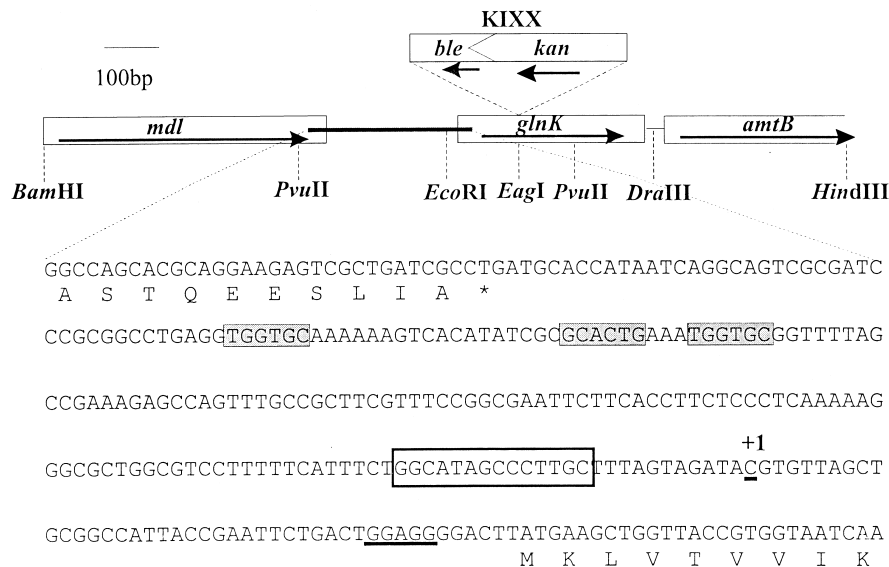 KIXX
ble kan
100bp
mdl glnK amtB
BamHI PvuII EcoRI EagI PvuII DraIII HindIII
GGCCAGCACGCAGGAAGAGTCGCTGATCGCCTGATGCACCATAATCAGGCAGTCGCGATC
A S T Q E E S L I A *
CCGCGGCCTGAGGTGGTGCAAAAAAGTCACATATCGCGCACTGAAATGGTGCGGTTTTAG
CCGAAAGAGCCAGTTTGCCGCTTCGTTTCCGGCGAATTCTTCACCTTCTCCCTCAAAAAG
+1
GGCGCTGGCGTCCTTTTTCATTTCTGGCATAGCCCTTGCTTTAGTAGATACGTGTTAGCT
GCGGCCATTACCGAATTCTGACTGGAGGGGACTTATGAAGCTGGTTACCGTGGTAATCAA
M K L V T V V I K